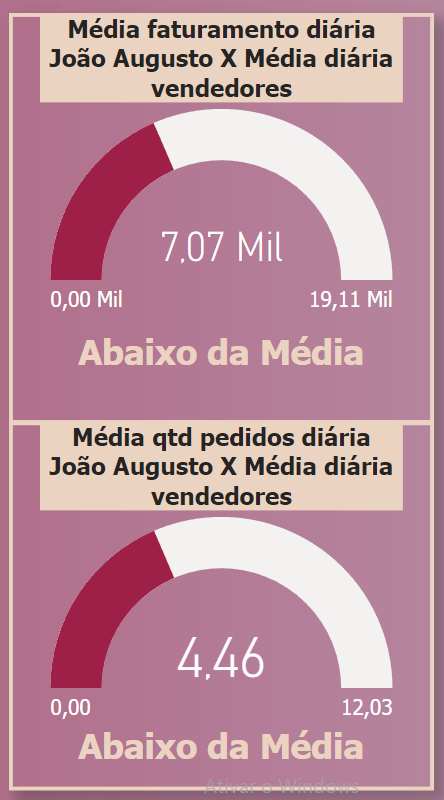 Média faturamento diária
João Augusto X Média diária
vendedores
7,07 Mil
0,00 Mil
19,11 Mil
Abaixo da Média
Média qtd pedidos diária
João Augusto X Média diária
vendedores
4,46
0,00
12,03
Abaixo da Média
Ativar o Windows